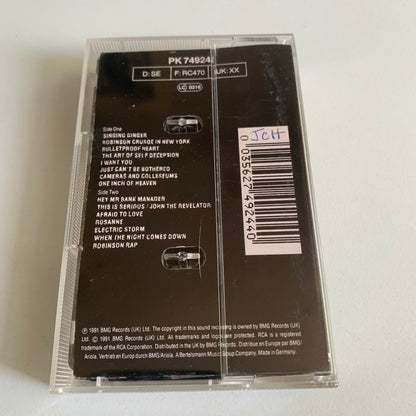 PK 74924
D: SE F: RC470 UK: XX
LC 0316
Side One
SINGING GINGER
ROBINSON CRUSOE IN NEW YORK
BULLETPROOF HEART
THE ART OF SELF DECEPTION
I WANT YOU
JUST CAN'T BE BOTHERED
CAMERAS AND COLLISEUMS
ONE INCH OF HEAVEN
Side Two
HEY MR BANK MANAGER
THIS IS SERIOUS / JOHN THE REVELATOR
AFRAID TO LOVE
ROSANNE
ELECTRIC STORM
WHEN THE NIGHT COMES DOWN
ROBINSON RAP
JCH
0 035627 492440
℗ 1991 BMG Records (UK) Ltd. The copyright in this sound recording is owned by BMG Records (UK)
Ltd. © 1991 BMG Records (UK) Ltd. All trademarks and logos are protected. RCA is a registered
trademark of the RCA Corporation. Distributed in the UK by BMG Records. Distribue en Europe par BMG/
Ariola. Vertrieb en Europa durch BMG/Ariola. A Bertelsmann Music Group Company. Made in Germany.